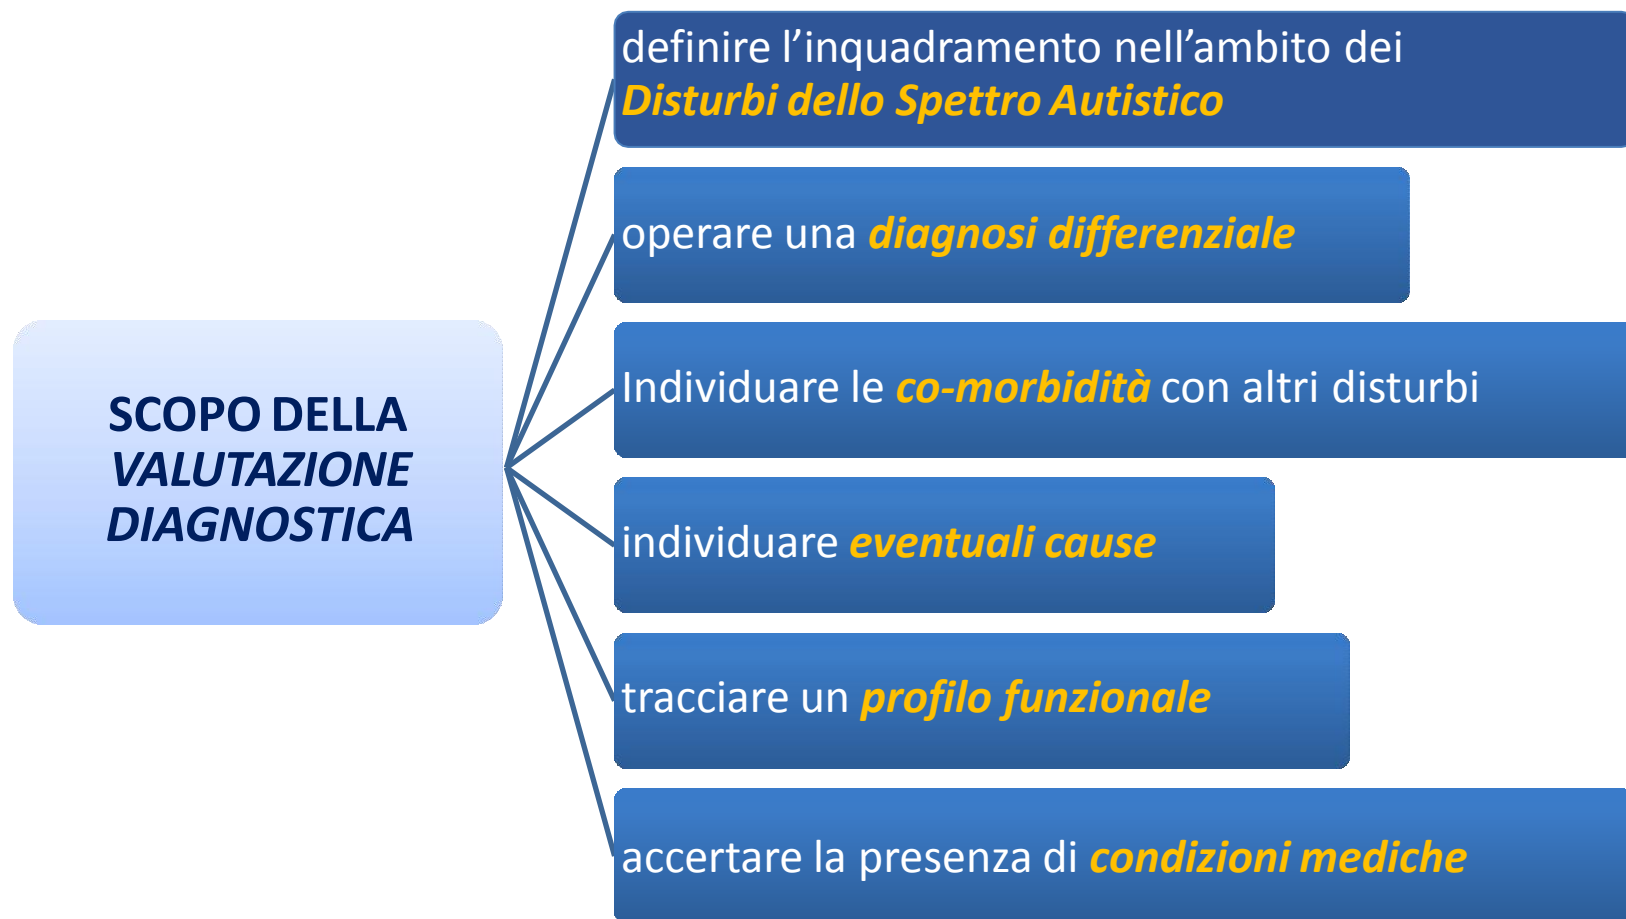 SCOPO DELLA
VALUTAZIONE
DIAGNOSTICA
definire l’inquadramento nell’ambito dei
Disturbi dello Spettro Autistico
operare una diagnosi differenziale
Individuare le co-morbidità con altri disturbi
individuare eventuali cause
tracciare un profilo funzionale
accertare la presenza di condizioni mediche